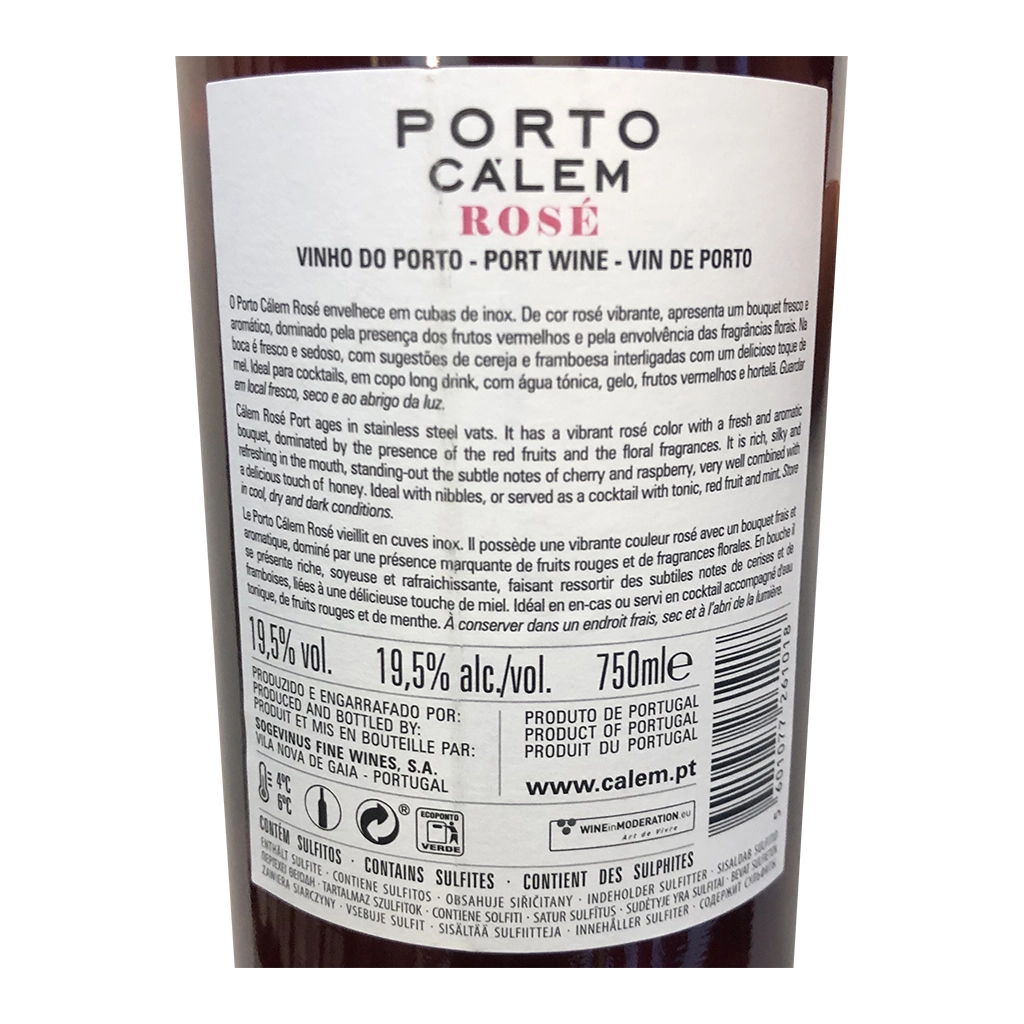 PORTO
CÁLEM
ROSÉ
VINHO DO PORTO - PORT WINE - VIN DE PORTO
O Porto Cálem Rosé envelhece em cubas de inox. De cor rosé vibrante, apresenta um bouquet fresco e
aromático, dominado pela presença dos frutos vermelhos e pela envolvência das fragrâncias florais. Na
boca é fresco e sedoso, com sugestões de cereja e framboesa interligadas com um delicioso toque de
mel. Ideal para cocktails, em copo long drink, com água tónica, gelo, frutos vermelhos e hortelã. Guardar
em local fresco, seco e ao abrigo da luz.
Cálem Rosé Port ages in stainless steel vats. It has a vibrant rosé color with a fresh and aromatic
bouquet, dominated by the presence of the red fruits and the floral fragrances. It is rich, silky and
refreshing in the mouth, standing-out the subtle notes of cherry and raspberry, very well combined with
a delicious touch of honey. Ideal with nibbles, or served as a cocktail with tonic, red fruit and mint. Store
in cool, dry and dark conditions.
Le Porto Cálem Rosé vieillit en cuves inox. Il possède une vibrante couleur rosé avec un bouquet frais et
aromatique, dominé par une présence marquante de fruits rouges et de fragrances florales. En bouche il
se présente riche, soyeuse et rafraichissante, faisant ressortir des subtiles notes de cerises et de
framboises, liées à une délicieuse touche de miel. Idéal en en-cas ou servi en cocktail accompagné d'eau
tonique, de fruits rouges et de menthe. À conserver dans un endroit frais, sec et à l'abri de la lumière.
19,5% vol. 19,5% alc./vol. 750ml e
PRODUZIDO E ENGARRAFADO POR:
PRODUCED AND BOTTLED BY:
PRODUIT ET MIS EN BOUTEILLE PAR:
SOGEVINUS FINE WINES, S.A.
VILA NOVA DE GAIA - PORTUGAL
PRODUTO DE PORTUGAL
PRODUCT OF PORTUGAL
PRODUIT DU PORTUGAL
www.calem.pt
5 601077 261018
4ºC
6ºC
®
ECOPONTO
VERDE
WINEinMODERATION.eu
Art de Vivre
CONTÉM SULFITOS · CONTAINS SULFITES · CONTIENT DES SULPHITES
ENTHÄLT SULFITE · CONTIENE SULFITOS · OBSAHUJE SIŘIČITANY · INDEHOLDER SULFITTER · SISALDAB SULFITID
ΠΕΡΙΕΧΕΙ ΘΕΙΩΔΗ · TARTALMAZ SZULFITOK · CONTIENE SOLFITI · SATUR SULFĪTUS · SUDĖTYJE YRA SULFITAI · BEVAT SULFIETEN
ZAWIERA SIARCZYNY · VSEBUJE SULFIT · SISÄLTÄÄ SULFIITTEJA · INNEHÅLLER SULFITER · СОДЕРЖИТ СУЛЬФИТЫ